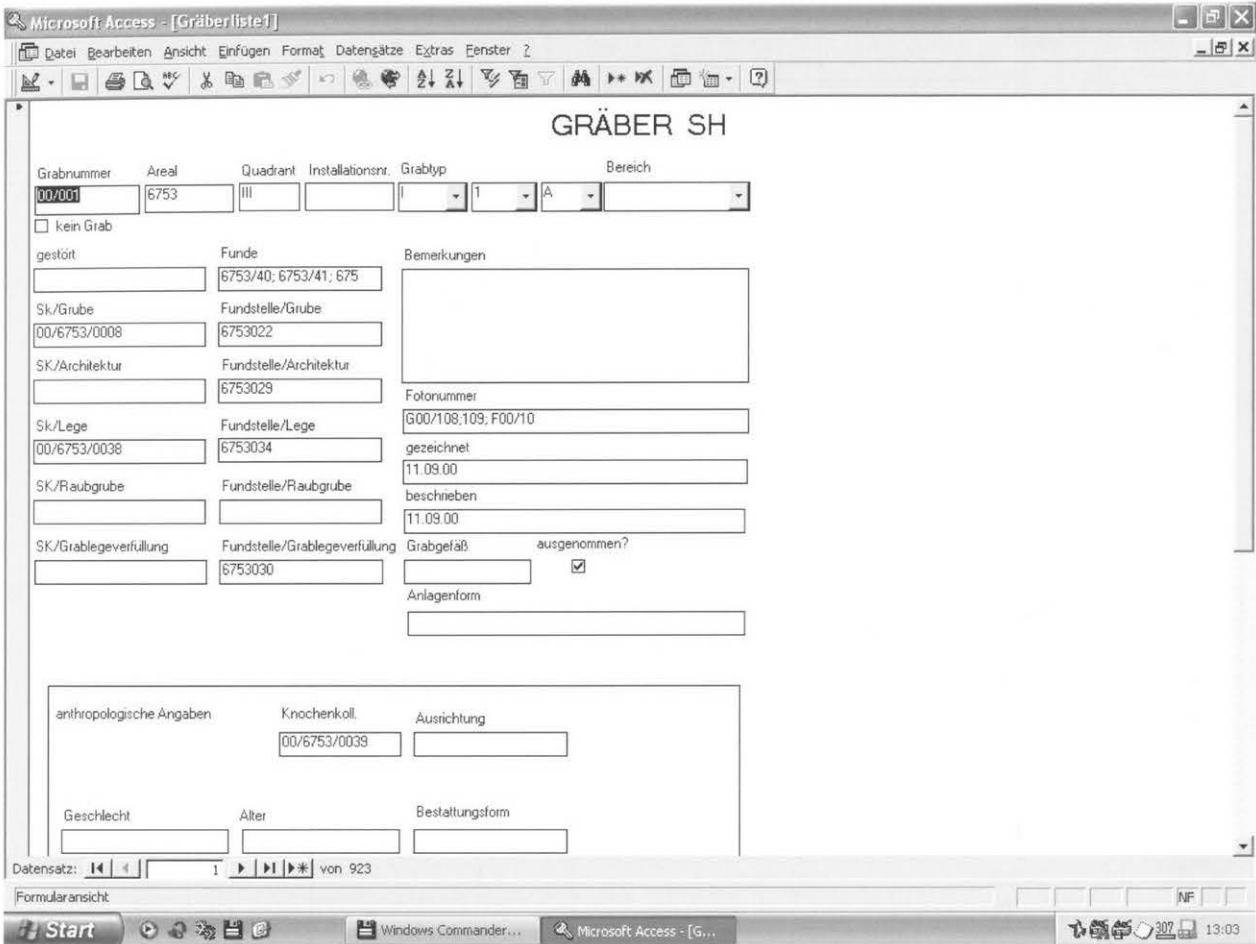 Microsoft Access - [Gräberliste1]
Datei Bearbeiten Ansicht Einfügen Format Datensätze Extras Fenster ?
GRÄBER SH
Grabnummer Areal Quadrant Installationsnr. Grabtyp Bereich
00/001 6753 III I 1 A
kein Grab
gestört Funde Bemerkungen
6753/40; 6753/41; 675
Sk/Grube Fundstelle/Grube
00/6753/0008 6753022
SK/Architektur Fundstelle/Architektur
6753029
Fotonummer
G00/108;109; F00/10
Sk/Lege Fundstelle/Lege
00/6753/0038 6753034
gezeichnet
11.09.00
SK/Raubgrube Fundstelle/Raubgrube
beschrieben
11.09.00
SK/Grablegeverfüllung Fundstelle/Grablegeverfüllung Grabgefäß ausgenommen?
6753030
Anlagenform
anthropologische Angaben Knochenkoll. Ausrichtung
00/6753/0039
Geschlecht Alter Bestattungsform
Datensatz: 1 von 923
Formularansicht NF
Start Windows Commander... Microsoft Access - [G... 307 13:03